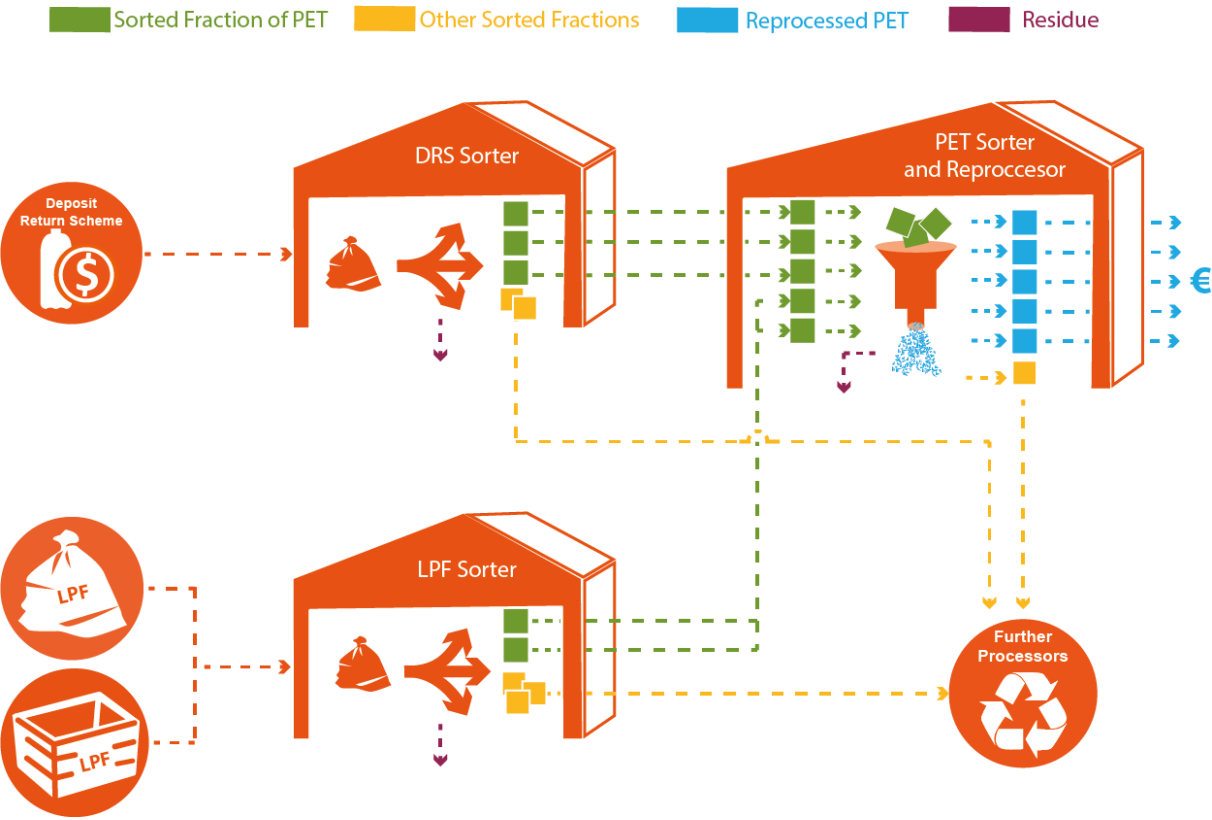 Sorted Fraction of PET
Other Sorted Fractions
Reprocessed PET
Residue
DRS Sorter
PET Sorter
and Reproccesor
Deposit
Return Scheme
$
€
LPF Sorter
LPF
LPF
Further
Processors